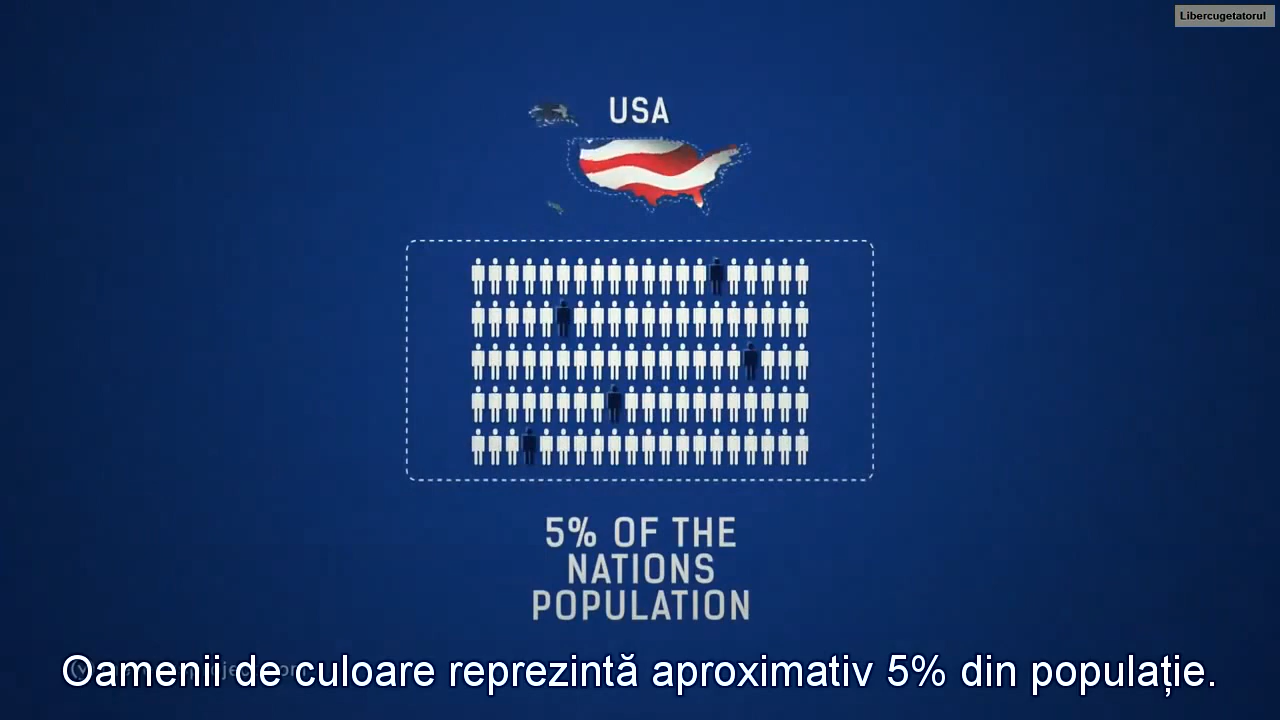 Libercugetatorul
USA
5% OF THE
NATIONS
POPULATION
Oamenii de culoare reprezintă aproximativ 5% din populație.